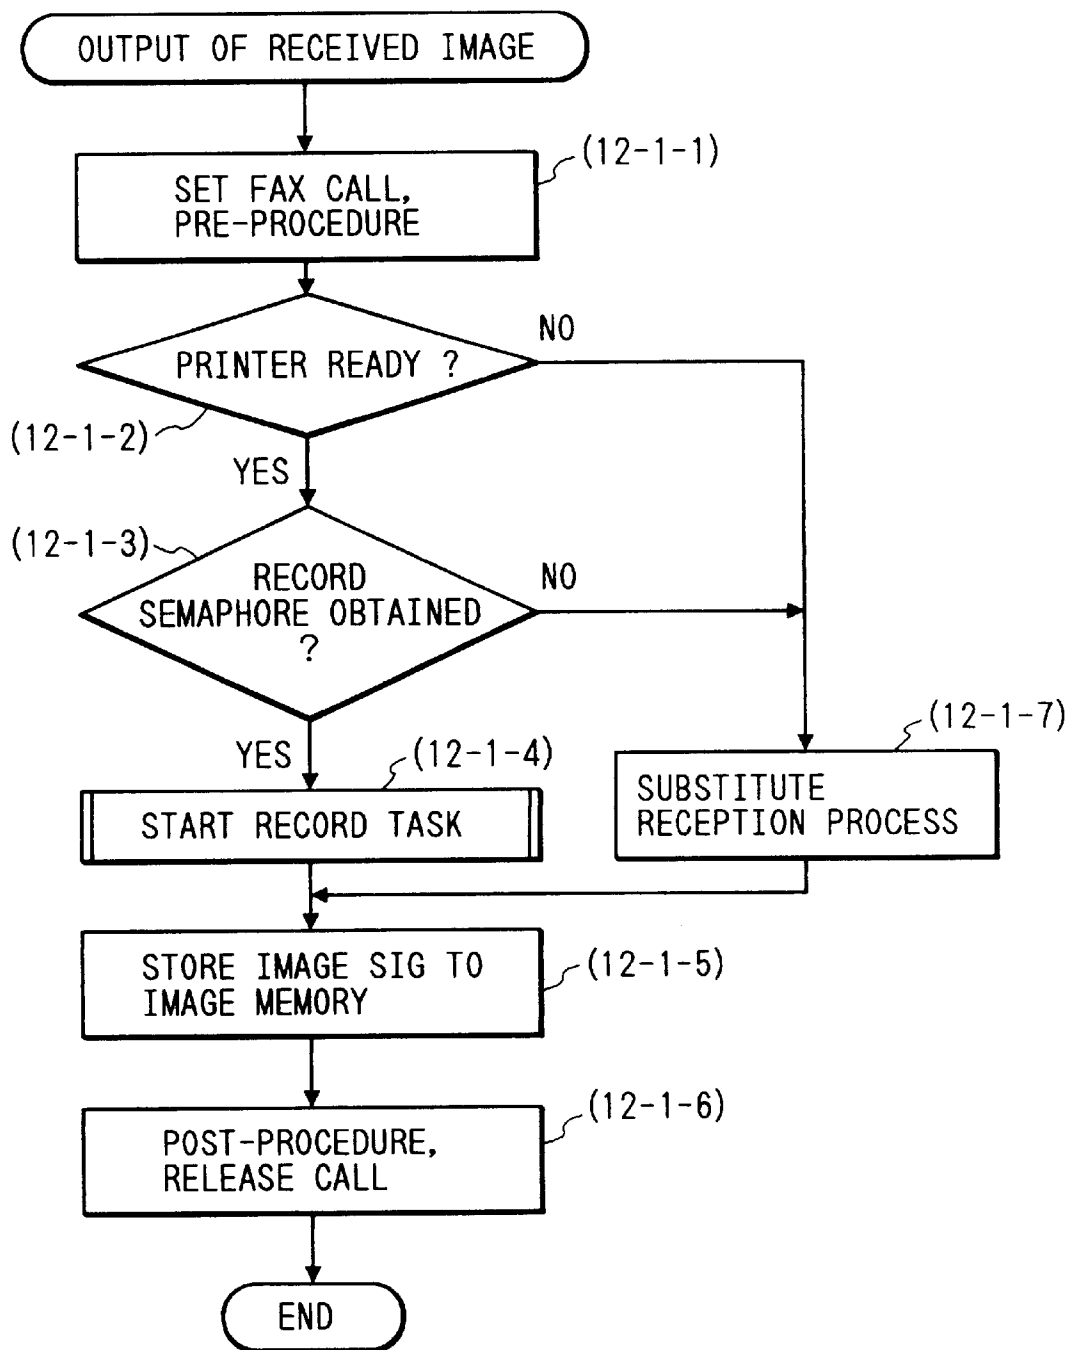 OUTPUT OF RECEIVED IMAGE
(12-1-1)
SET FAX CALL,
PRE-PROCEDURE
NO
PRINTER READY ?
(12-1-2)
YES
(12-1-3)
RECORD
SEMAPHORE OBTAINED
?
NO
YES
(12-1-4)
(12-1-7)
START RECORD TASK
SUBSTITUTE
RECEPTION PROCESS
STORE IMAGE SIG TO
IMAGE MEMORY
(12-1-5)
(12-1-6)
POST-PROCEDURE,
RELEASE CALL
END